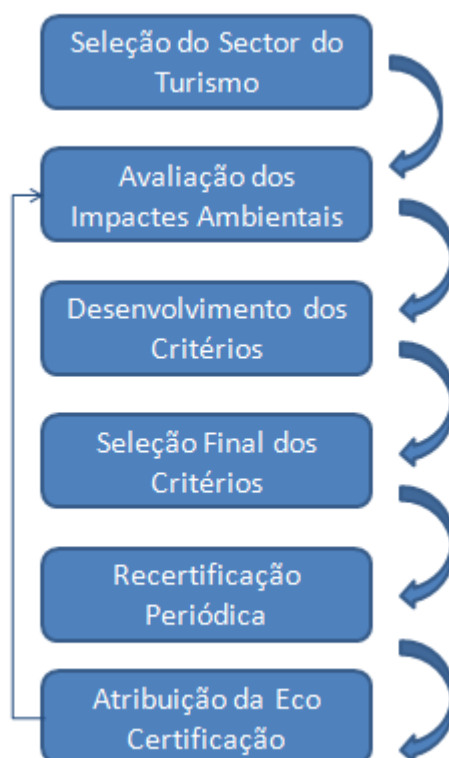 Seleção do Sector do
Turismo
Avaliação dos
Impactes Ambientais
Desenvolvimento dos
Critérios
Seleção Final dos
Critérios
Recertificação
Periódica
Atribuição da Eco
Certificação